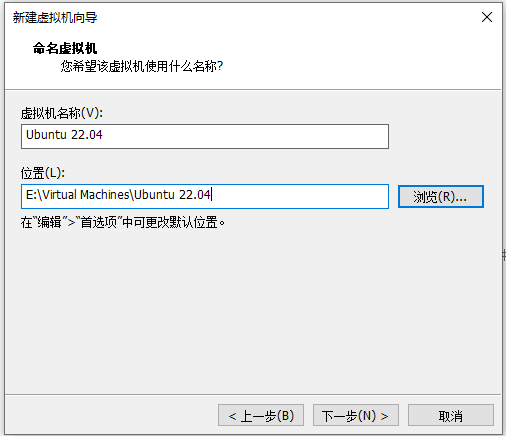 新建虚拟机向导
命名虚拟机
您希望该虚拟机使用什么名称?
虚拟机名称(V):
Ubuntu 22.04
位置(L):
E:\Virtual Machines\Ubuntu 22.04
浏览(R)...
在“编辑”>“首选项”中可更改默认位置。
< 上一步(B)
下一步(N) >
取消